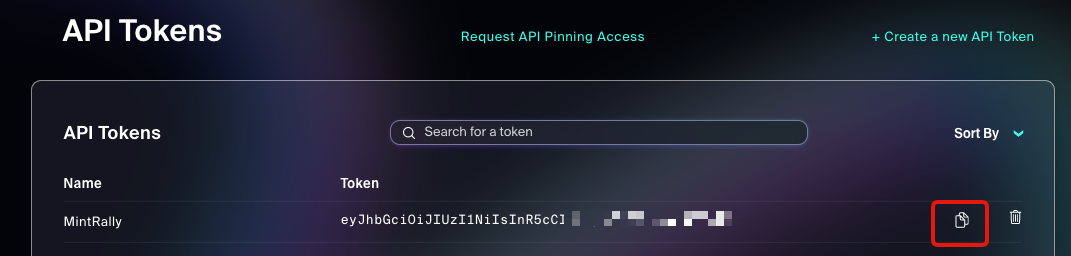 API Tokens
Request API Pinning Access
+ Create a new API Token
API Tokens
Search for a token
Sort By
Name Token
MintRally eyJhbGciOiJIUzI1NiIsInR5cCI